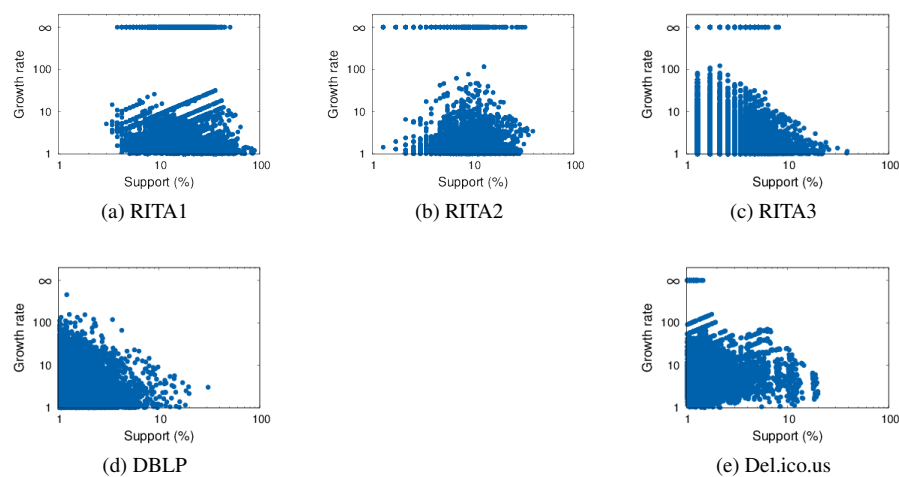 ∞
100
10
1
1 10 100
Growth rate
Support (%)
(a) RITA1
∞
100
10
1
1 10 100
Growth rate
Support (%)
(b) RITA2
∞
100
10
1
1 10 100
Growth rate
Support (%)
(c) RITA3
∞
100
10
1
1 10 100
Growth rate
Support (%)
(d) DBLP
∞
100
10
1
1 10 100
Growth rate
Support (%)
(e) Del.ico.us